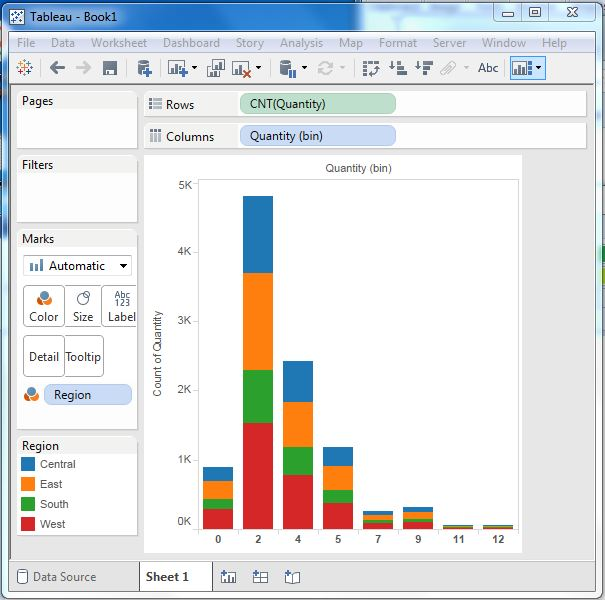 Tableau - Book1
File Data Worksheet Dashboard Story Analysis Map Format Server Window Help
Abc
Pages
Rows CNT(Quantity)
Columns Quantity (bin)
Filters
Marks
Automatic
Color Size Abc 123 Label
Detail Tooltip
Region
Region
Central
East
South
West
Quantity (bin)
Count of Quantity
5K
4K
3K
2K
1K
0K
0 2 4 5 7 9 11 12
Data Source Sheet 1